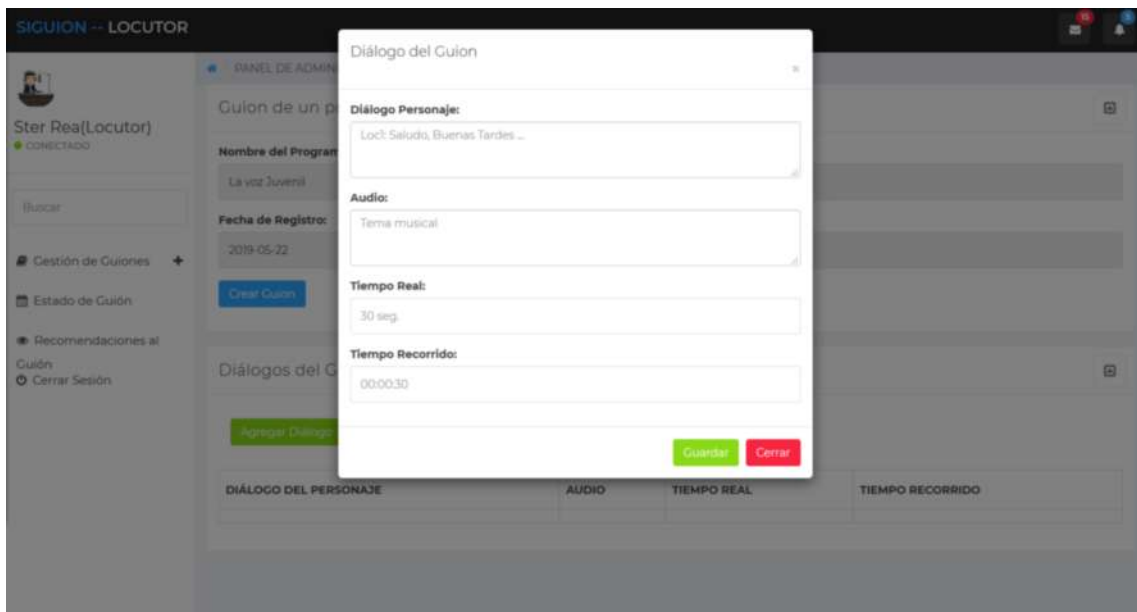 SIGUION -- LOCUTOR
15
Ster Rea(Locutor)
CONECTADO
Buscar
Gestión de Guiones
Estado de Guión
Recomendaciones al
Guión
Cerrar Sesión
PANEL DE ADMIN
Guion de un p
Nombre del Program
La voz Juvenil
Fecha de Registro:
2019-05-22
Crear Guion
Diálogos del G
Agregar Diálogo
DIÁLOGO DEL PERSONAJE AUDIO TIEMPO REAL TIEMPO RECORRIDO
Diálogo del Guion
×
Diálogo Personaje:
Loc1: Saludo, Buenas Tardes ...
Audio:
Tema musical
Tiempo Real:
30 seg.
Tiempo Recorrido:
00:00:30
Guardar Cerrar